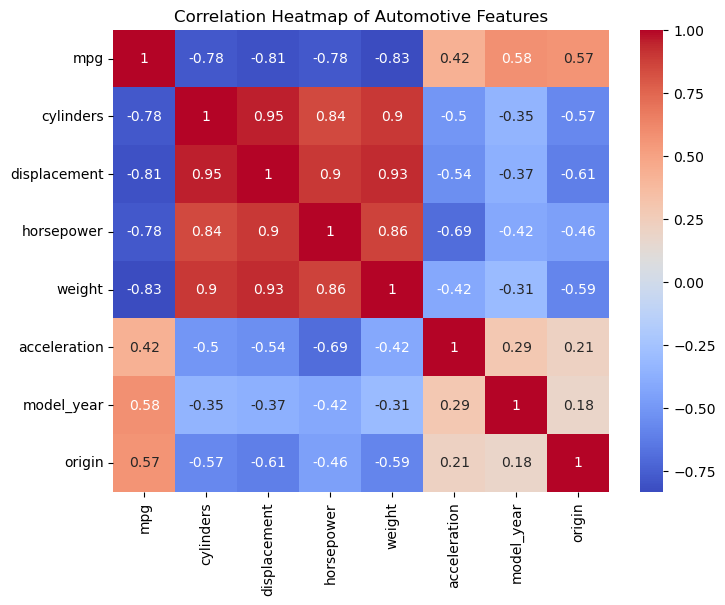 Correlation Heatmap of Automotive Features
mpg 1 -0.78 -0.81 -0.78 -0.83 0.42 0.58 0.57
cylinders -0.78 1 0.95 0.84 0.9 -0.5 -0.35 -0.57
displacement -0.81 0.95 1 0.9 0.93 -0.54 -0.37 -0.61
horsepower -0.78 0.84 0.9 1 0.86 -0.69 -0.42 -0.46
weight -0.83 0.9 0.93 0.86 1 -0.42 -0.31 -0.59
acceleration 0.42 -0.5 -0.54 -0.69 -0.42 1 0.29 0.21
model_year 0.58 -0.35 -0.37 -0.42 -0.31 0.29 1 0.18
origin 0.57 -0.57 -0.61 -0.46 -0.59 0.21 0.18 1
mpg
cylinders
displacement
horsepower
weight
acceleration
model_year
origin
1.00
0.75
0.50
0.25
0.00
−0.25
−0.50
−0.75